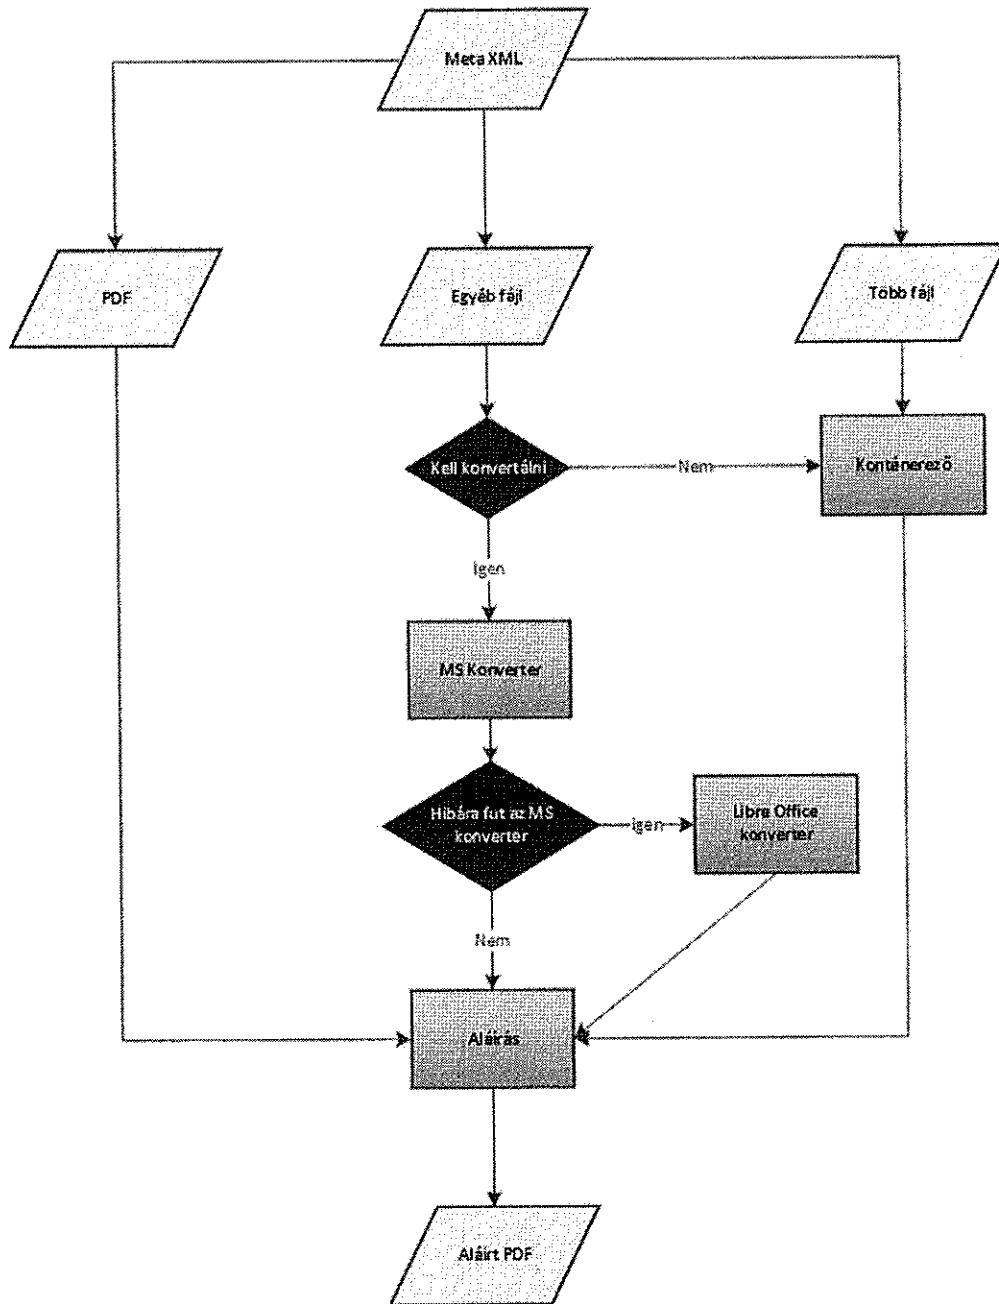 Meta XML
PDF
Egyéb fájl
Több fájl
Kell konvertálni
Nem
Konténerező
Igen
MS Konverter
Hibára fut az MS
konverter
Igen
Libre Office
konverter
Nem
Aláírás
Aláírt PDF